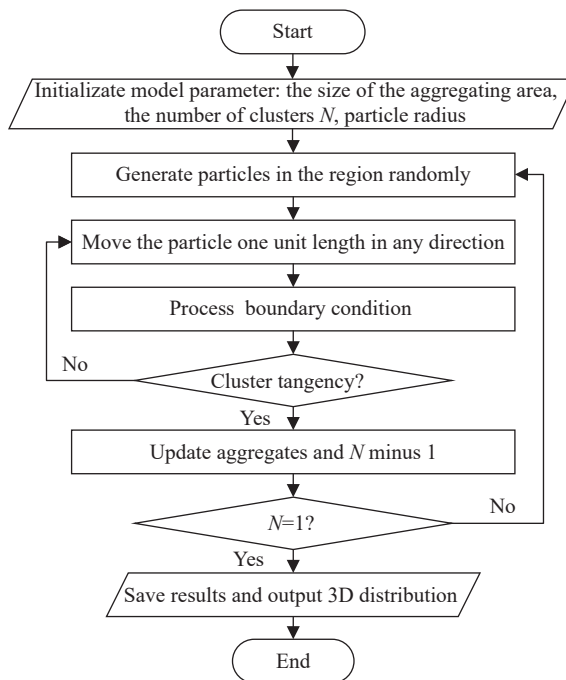 Start
Initializate model parameter: the size of the aggregating area,
the number of clusters N, particle radius
Generate particles in the region randomly
Move the particle one unit length in any direction
Process boundary condition
No
Cluster tangency?
Yes
Update aggregates and N minus 1
No
N=1?
Yes
Save results and output 3D distribution
End